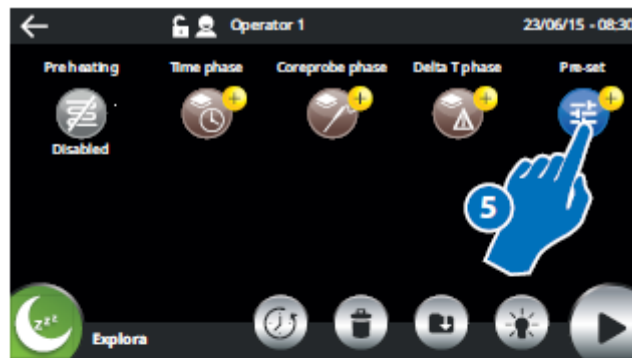 Operator 1
23/06/15 - 08:30
Preheating
Time phase
Coreprobe phase
Delta T phase
Pre-set
Disabled
5
zzz
Explora